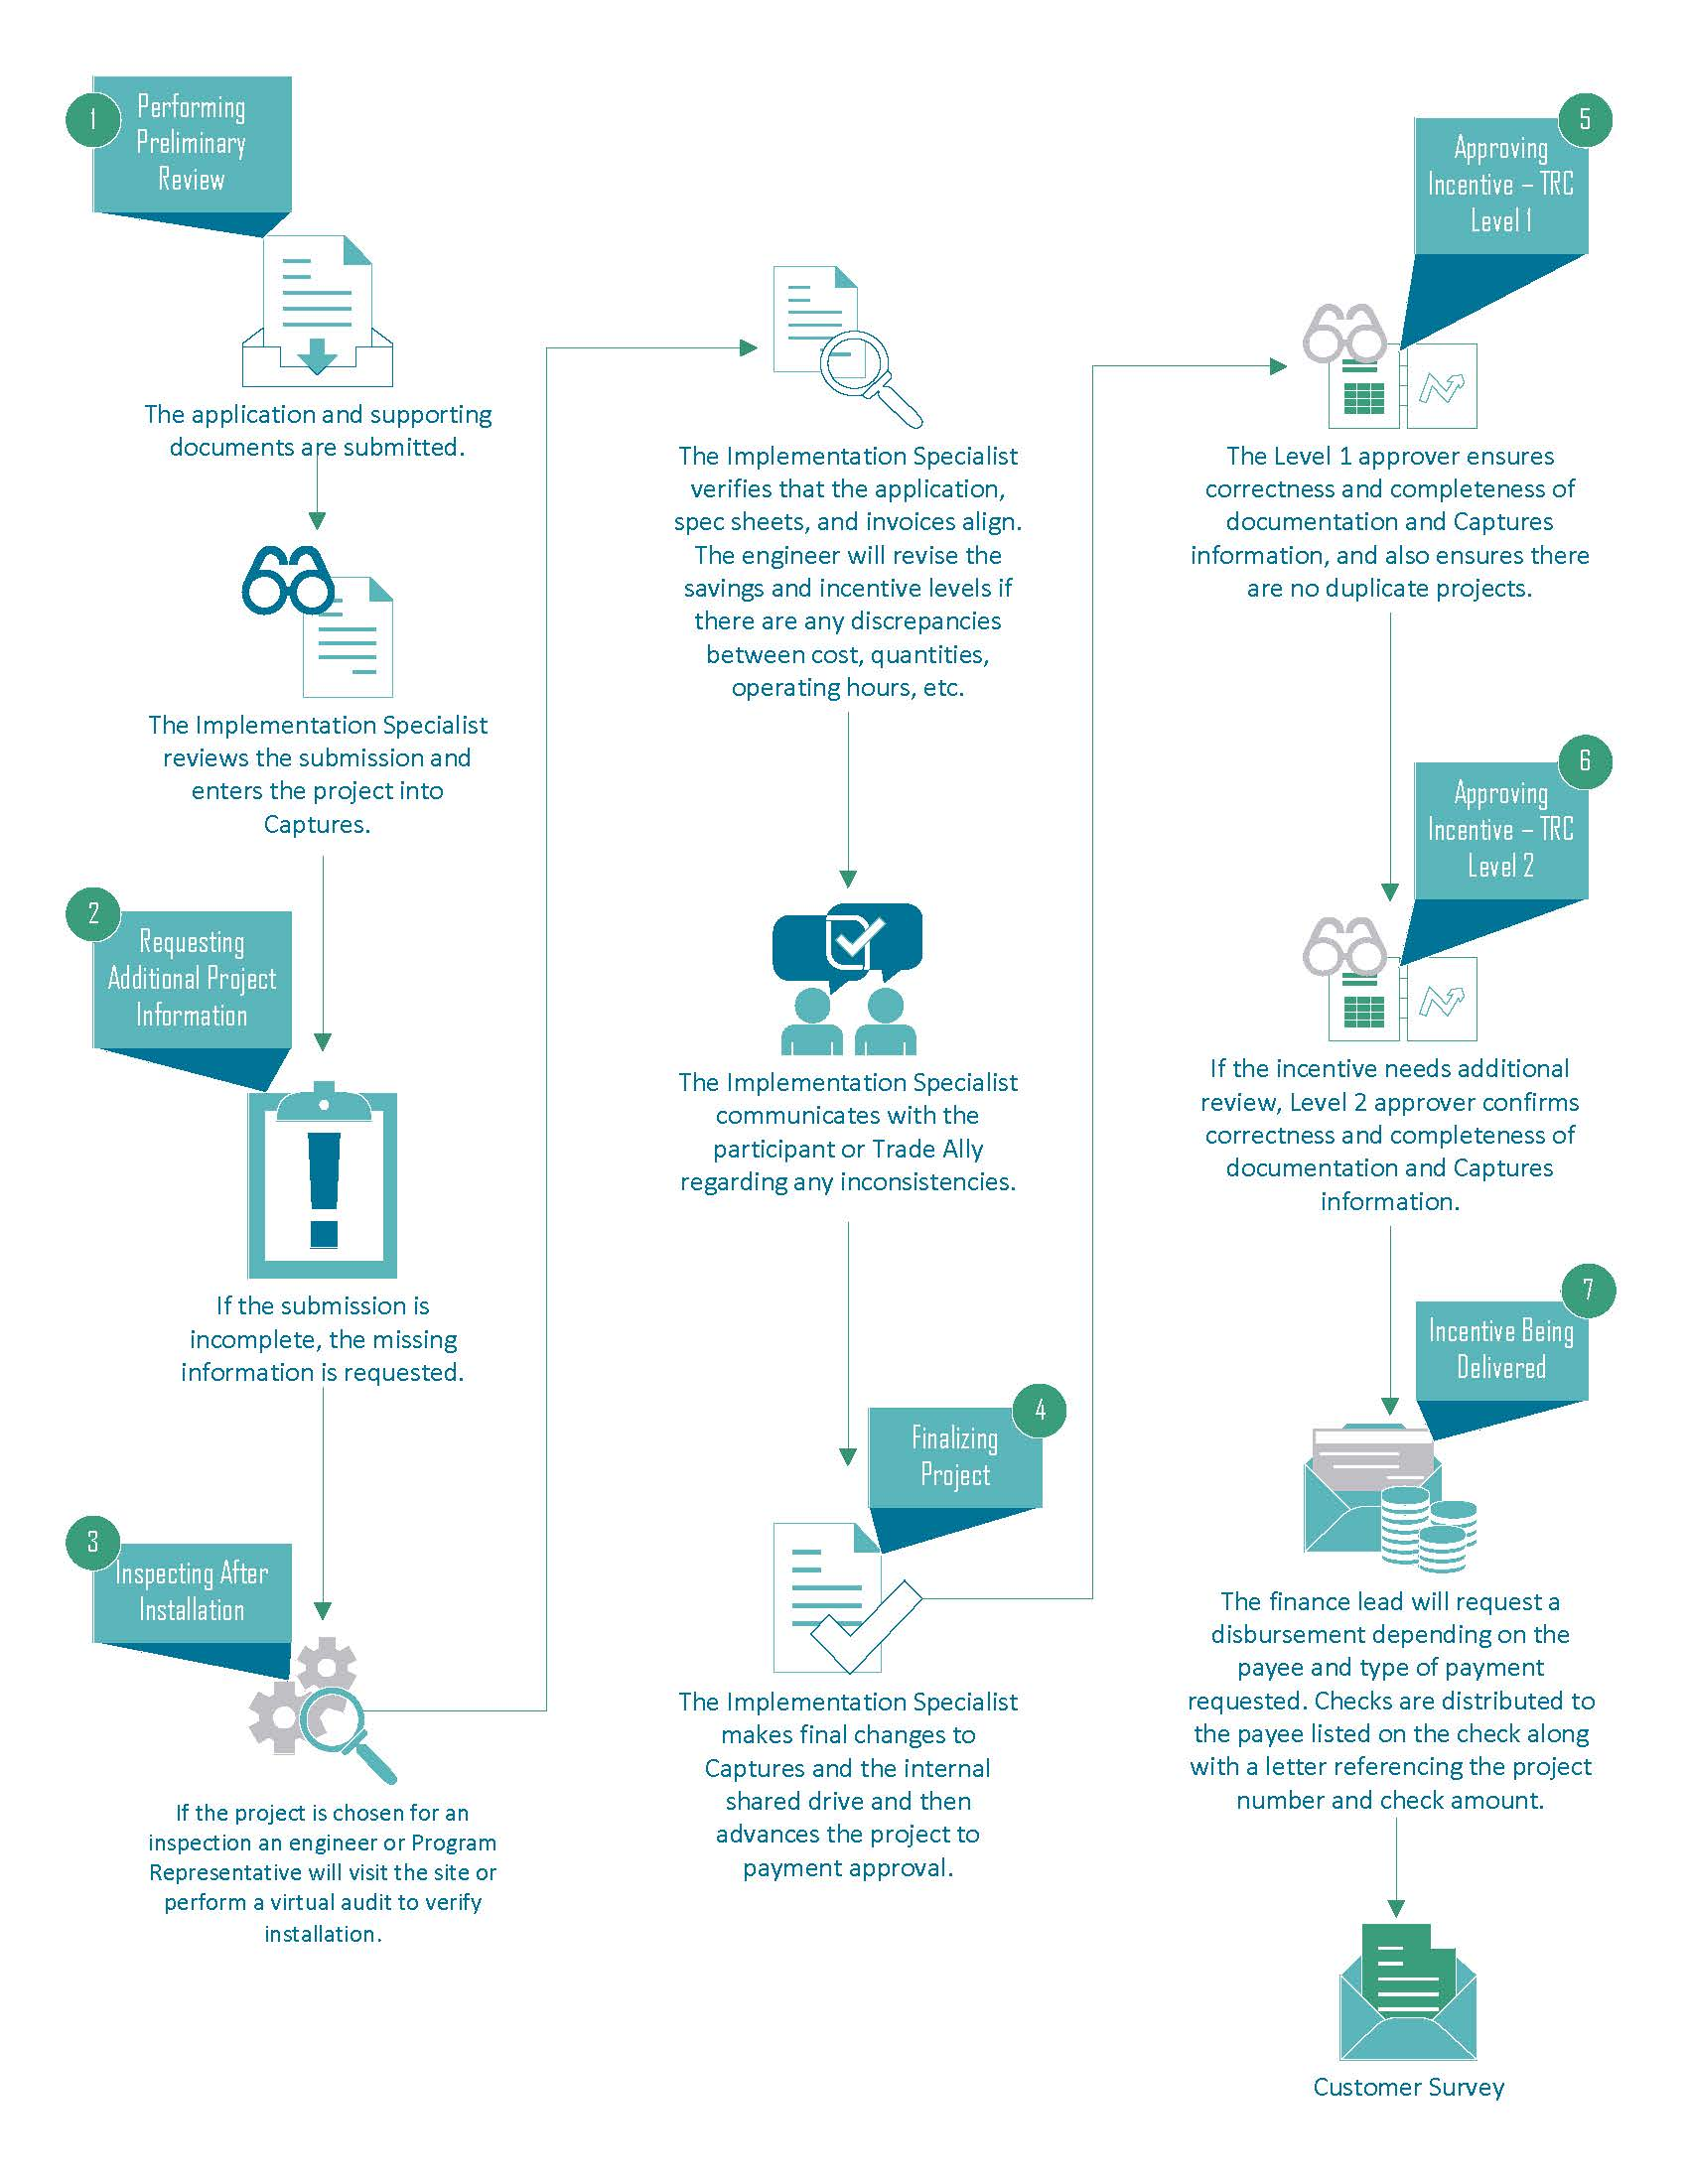 1
Performing
Preliminary
Review
The application and supporting
documents are submitted.
The Implementation Specialist
reviews the submission and
enters the project into
Captures.
2
Requesting
Additional Project
Information
If the submission is
incomplete, the missing
information is requested.
3
Inspecting After
Installation
If the project is chosen for an
inspection an engineer or Program
Representative will visit the site or
perform a virtual audit to verify
installation.
The Implementation Specialist
verifies that the application,
spec sheets, and invoices align.
The engineer will revise the
savings and incentive levels if
there are any discrepancies
between cost, quantities,
operating hours, etc.
The Implementation Specialist
communicates with the
participant or Trade Ally
regarding any inconsistencies.
4
Finalizing
Project
The Implementation Specialist
makes final changes to
Captures and the internal
shared drive and then
advances the project to
payment approval.
5
Approving
Incentive – TRC
Level 1
The Level 1 approver ensures
correctness and completeness of
documentation and Captures
information, and also ensures there
are no duplicate projects.
6
Approving
Incentive – TRC
Level 2
If the incentive needs additional
review, Level 2 approver confirms
correctness and completeness of
documentation and Captures
information.
7
Incentive Being
Delivered
The finance lead will request a
disbursement depending on the
payee and type of payment
requested. Checks are distributed to
the payee listed on the check along
with a letter referencing the project
number and check amount.
Customer Survey